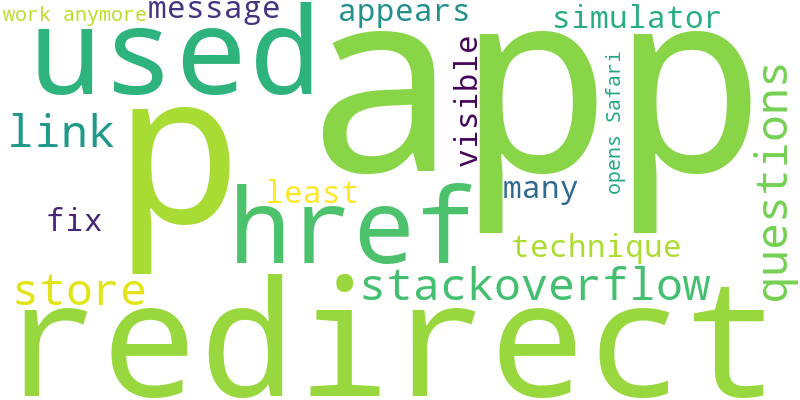 work anymore
message
appears
simulator
used
app
p
link
visible
opens Safari
questions
many
least
href
fix
technique
store
stackoverflow
redirect